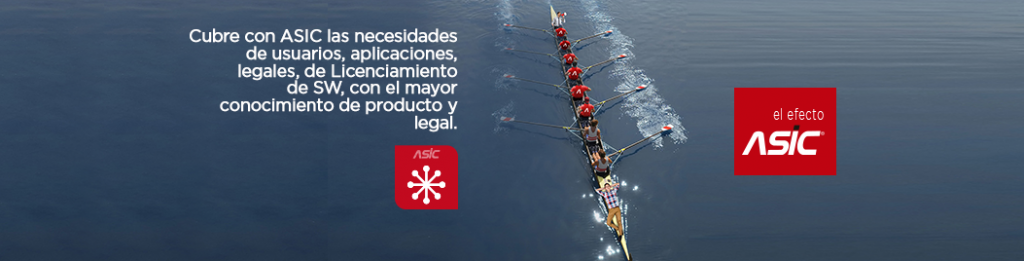 Cubre con ASIC las necesidades
de usuarios, aplicaciones,
legales, de Licenciamiento
de SW, con el mayor
conocimiento de producto y
legal.
ASIC
el efecto
ASIC®